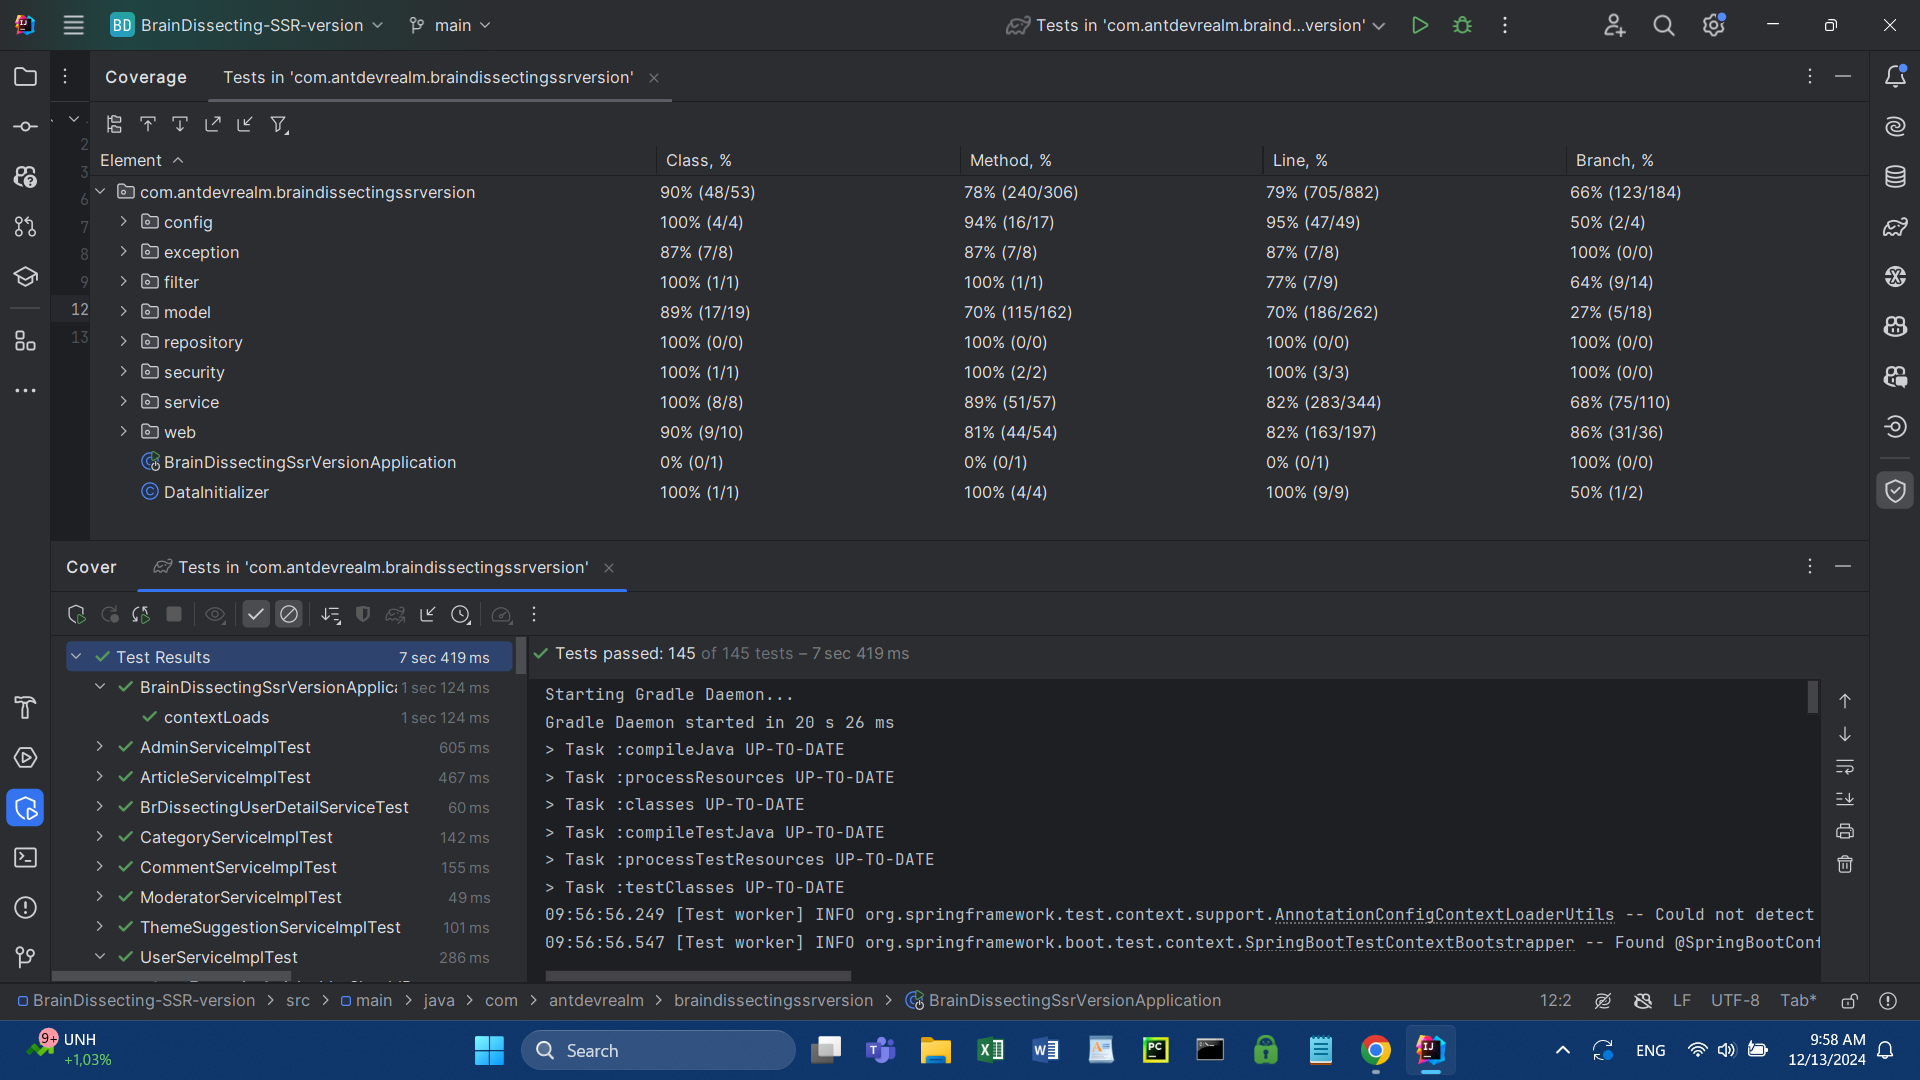 BD BrainDissecting-SSR-version main Tests in 'com.antdevrealm.braind...version'
Coverage Tests in 'com.antdevrealm.braindissectingssrversion'
Element Class, % Method, % Line, % Branch, %
com.antdevrealm.braindissectingssrversion 90% (48/53) 78% (240/306) 79% (705/882) 66% (123/184)
config 100% (4/4) 94% (16/17) 95% (47/49) 50% (2/4)
exception 87% (7/8) 87% (7/8) 87% (7/8) 100% (0/0)
filter 100% (1/1) 100% (1/1) 77% (7/9) 64% (9/14)
model 89% (17/19) 70% (115/162) 70% (186/262) 27% (5/18)
repository 100% (0/0) 100% (0/0) 100% (0/0) 100% (0/0)
security 100% (1/1) 100% (2/2) 100% (3/3) 100% (0/0)
service 100% (8/8) 89% (51/57) 82% (283/344) 68% (75/110)
web 90% (9/10) 81% (44/54) 82% (163/197) 86% (31/36)
BrainDissectingSsrVersionApplication 0% (0/1) 0% (0/1) 0% (0/1) 100% (0/0)
DataInitializer 100% (1/1) 100% (4/4) 100% (9/9) 50% (1/2)
2
3
6
7
8
9
12
13
Cover Tests in 'com.antdevrealm.braindissectingssrversion'
Test Results 7 sec 419 ms
BrainDissectingSsrVersionApplica 1 sec 124 ms
contextLoads 1 sec 124 ms
AdminServiceImplTest 605 ms
ArticleServiceImplTest 467 ms
BrDissectingUserDetailServiceTest 60 ms
CategoryServiceImplTest 142 ms
CommentServiceImplTest 155 ms
ModeratorServiceImplTest 49 ms
ThemeSuggestionServiceImplTest 101 ms
UserServiceImplTest 286 ms
Tests passed: 145 of 145 tests – 7 sec 419 ms
Starting Gradle Daemon...
Gradle Daemon started in 20 s 26 ms
> Task :compileJava UP-TO-DATE
> Task :processResources UP-TO-DATE
> Task :classes UP-TO-DATE
> Task :compileTestJava UP-TO-DATE
> Task :processTestResources UP-TO-DATE
> Task :testClasses UP-TO-DATE
09:56:56.249 [Test worker] INFO org.springframework.test.context.support.AnnotationConfigContextLoaderUtils -- Could not detect
09:56:56.547 [Test worker] INFO org.springframework.boot.test.context.SpringBootTestContextBootstrapper -- Found @SpringBootConf
BrainDissecting-SSR-version > src > main > java > com > antdevrealm > braindissectingssrversion > BrainDissectingSsrVersionApplication 12:2 LF UTF-8 Tab*
9+ UNH
+1,03%
Search
ENG
9:58 AM
12/13/2024